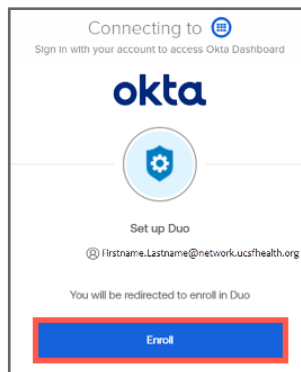 Connecting to
Sign in with your account to access Okta Dashboard
okta
Set up Duo
Firstname.Lastname@network.ucsfhealth.org
You will be redirected to enroll in Duo
Enroll